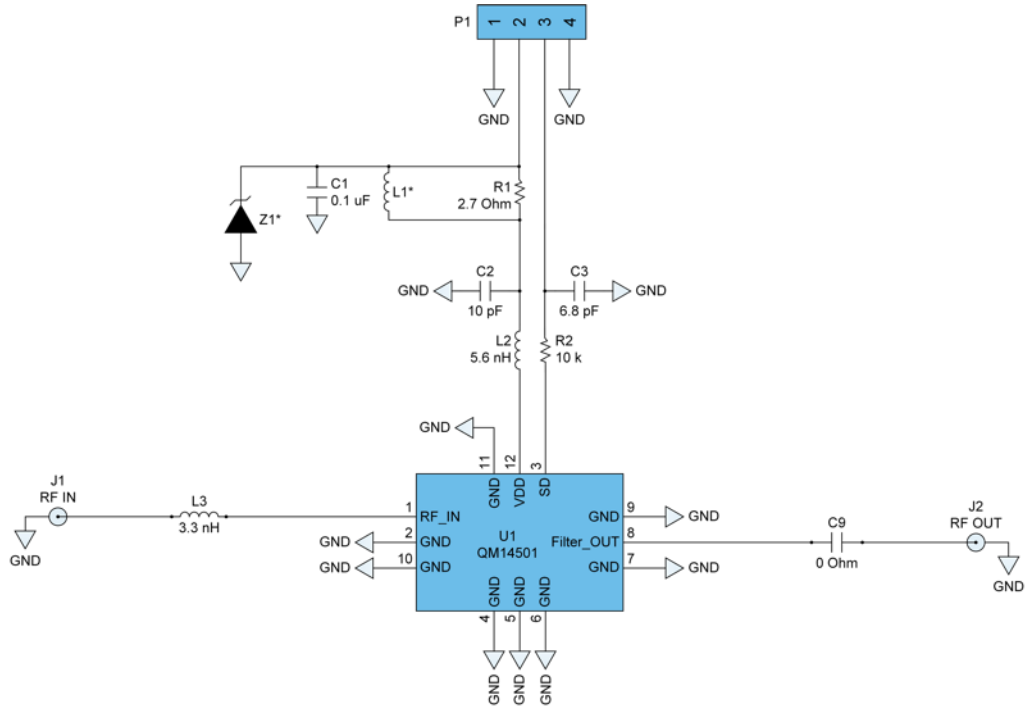 P1
1
2
3
4
GND
GND
C1
0.1 uF
L1*
R1
2.7 Ohm
Z1*
GND
C2
10 pF
C3
6.8 pF
GND
L2
5.6 nH
R2
10 k
GND
11
12
3
GND
VDD
SD
J1
RF IN
GND
L3
3.3 nH
1
RF_IN
GND
2
GND
GND
10
GND
U1
QM14501
GND
9
GND
Filter_OUT
8
GND
7
GND
C9
0 Ohm
J2
RF OUT
GND
GND
GND
GND
4
5
6
GND
GND
GND